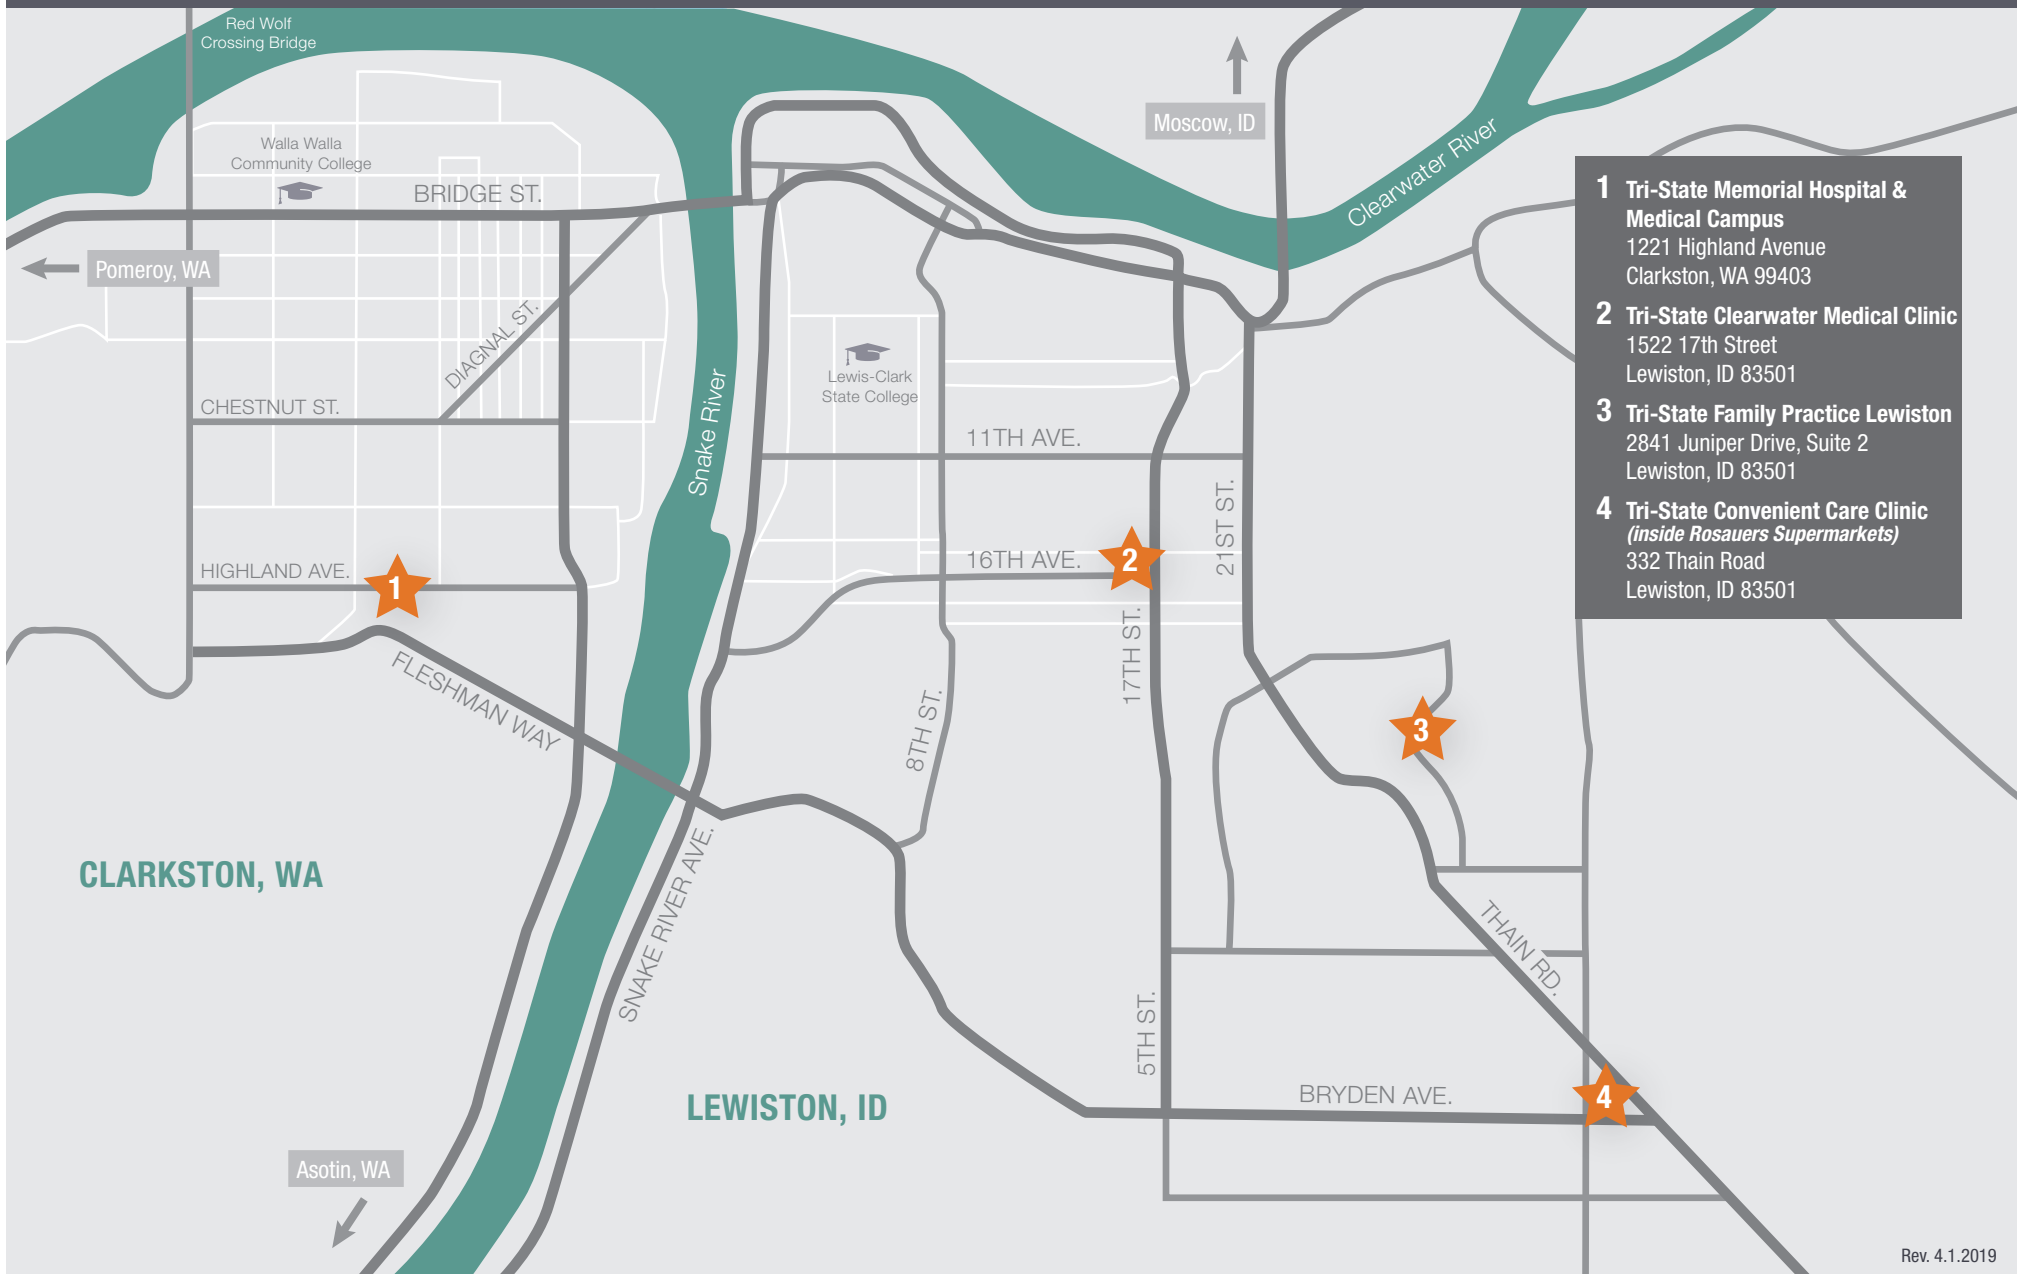 Red Wolf
Crossing Bridge
Walla Walla
Community College
BRIDGE ST.
Pomeroy, WA
DIAGNAL ST.
CHESTNUT ST.
HIGHLAND AVE.
1
FLESHMAN WAY
CLARKSTON, WA
Asotin, WA
Snake River
SNAKE RIVER AVE.
LEWISTON, ID
Moscow, ID
Clearwater River
Lewis-Clark
State College
11TH AVE.
16TH AVE.
2
21ST ST.
17TH ST.
8TH ST.
3
5TH ST.
THAIN RD.
BRYDEN AVE.
4
1 Tri-State Memorial Hospital &
Medical Campus
1221 Highland Avenue
Clarkston, WA 99403
2 Tri-State Clearwater Medical Clinic
1522 17th Street
Lewiston, ID 83501
3 Tri-State Family Practice Lewiston
2841 Juniper Drive, Suite 2
Lewiston, ID 83501
4 Tri-State Convenient Care Clinic
(inside Rosauers Supermarkets)
332 Thain Road
Lewiston, ID 83501
Rev. 4.1.2019